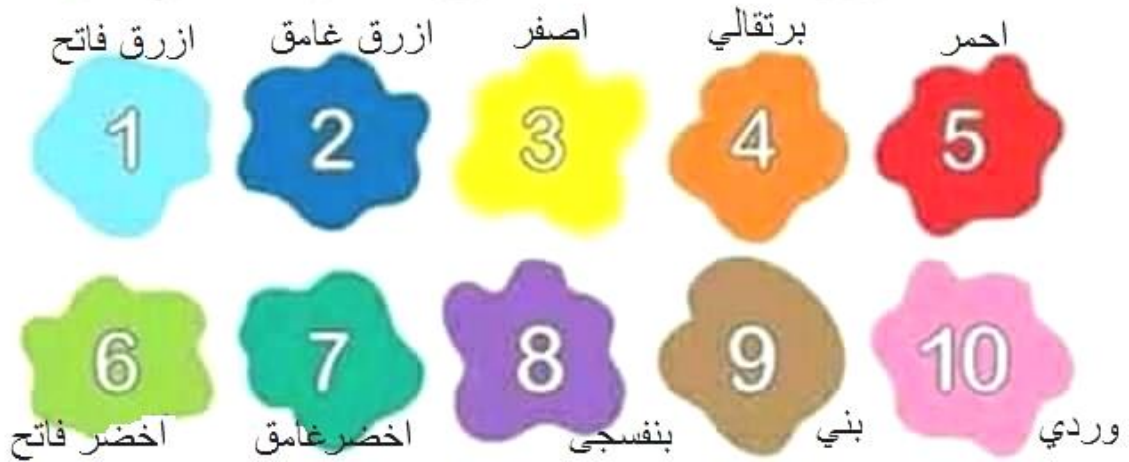 احمر برتقالي اصفر ازرق غامق ازرق فاتح
1 2 3 4 5
6 7 8 9 10
وردي بني بنفسجى اخضرغامق اخضر فاتح